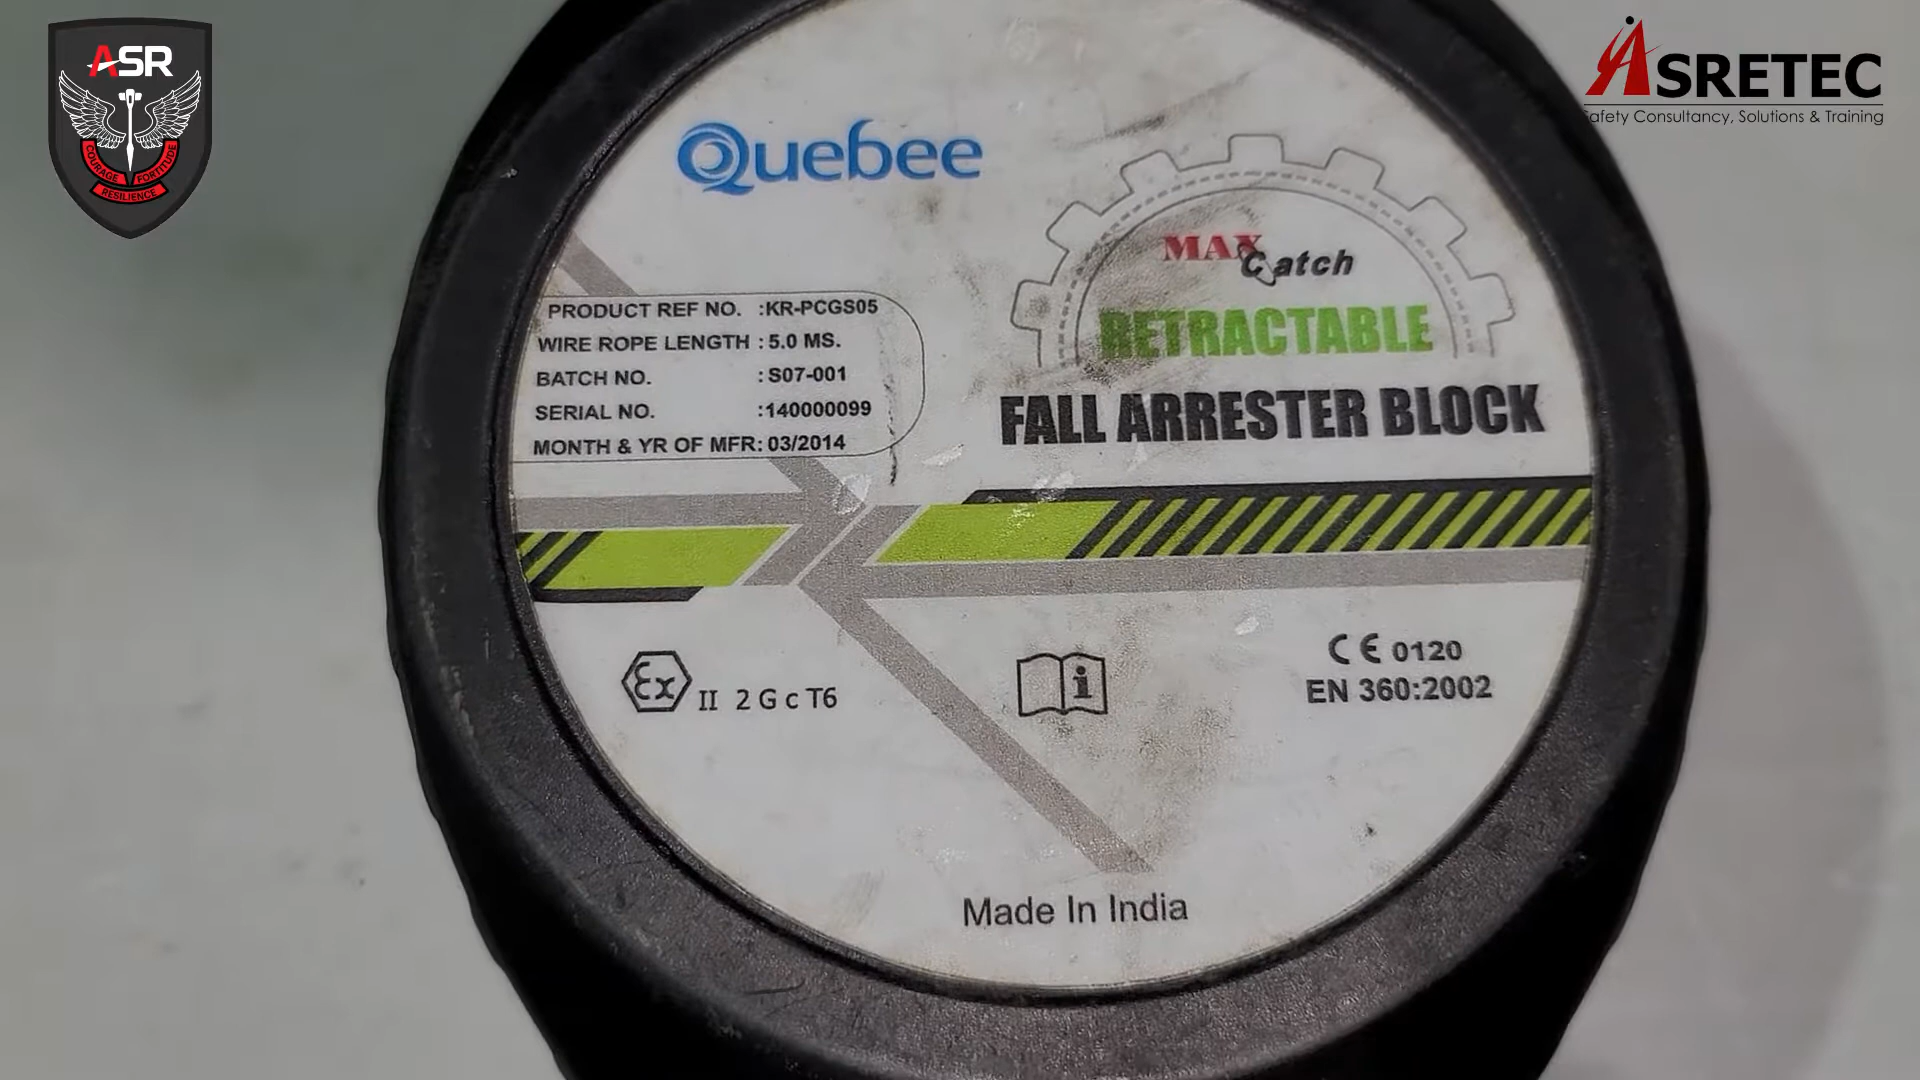 ASR
COURAGE
FORTITUDE
RESILIENCE
ASRETEC
Safety Consultancy, Solutions & Training
Quebee
MAX Catch
RETRACTABLE
FALL ARRESTER BLOCK
PRODUCT REF NO. :KR-PCGS05
WIRE ROPE LENGTH : 5.0 MS.
BATCH NO. : S07-001
SERIAL NO. :140000099
MONTH & YR OF MFR: 03/2014
Ex II 2 G c T6
i
CE 0120
EN 360:2002
Made In India